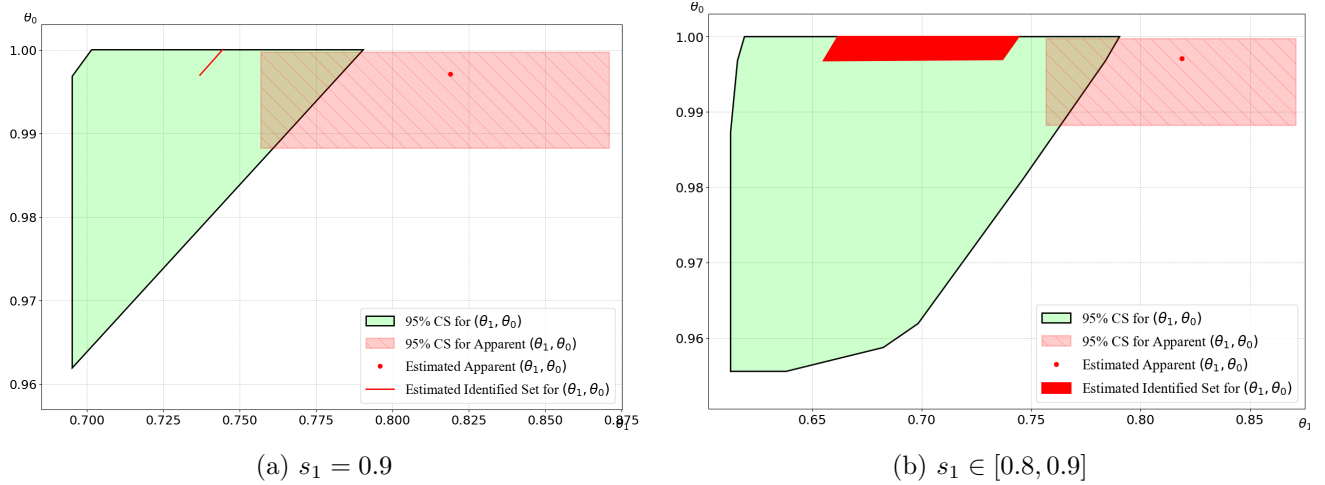 θ₀
1.00
0.99
0.98
0.97
0.96
0.700 0.725 0.750 0.775 0.800 0.825 0.850 0.875
θ₁
95% CS for (θ₁, θ₀)
95% CS for Apparent (θ₁, θ₀)
Estimated Apparent (θ₁, θ₀)
Estimated Identified Set for (θ₁, θ₀)
(a) s₁ = 0.9
θ₀
1.00
0.99
0.98
0.97
0.96
0.65 0.70 0.75 0.80 0.85
θ₁
95% CS for (θ₁, θ₀)
95% CS for Apparent (θ₁, θ₀)
Estimated Apparent (θ₁, θ₀)
Estimated Identified Set for (θ₁, θ₀)
(b) s₁ ∈ [0.8, 0.9]